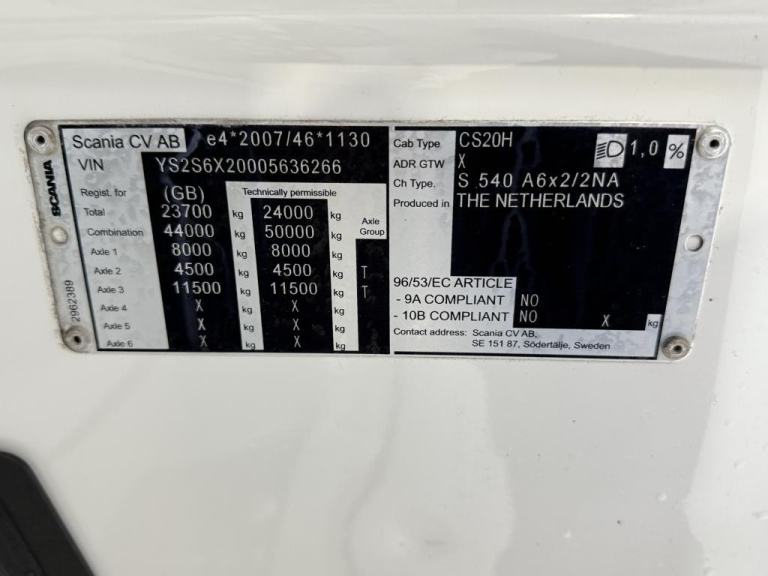 Scania CV AB e4*2007/46*1130
VIN YS2S6X20005636266
Regist. for (GB) Technically permissible
Total 23700 kg 24000 kg Axle
Combination 44000 kg 50000 kg Group
Axle 1 8000 kg 8000 kg
Axle 2 4500 kg 4500 kg T
Axle 3 11500 kg 11500 kg T
Axle 4 X kg X kg
Axle 5 X kg X kg
Axle 6 X kg X kg
SCANIA
2962389
Cab Type CS20H 1,0 %
ADR GTW X
Ch Type. S 540 A6x2/2NA
Produced in THE NETHERLANDS
96/53/EC ARTICLE
- 9A COMPLIANT NO
- 10B COMPLIANT NO X kg
Contact address: Scania CV AB,
SE 151 87, Södertälje, Sweden